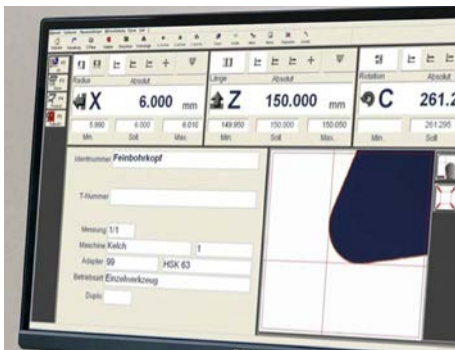 Radius
Absolut
Länge
Absolut
Rotation
Absolut
X
6.000 mm
Z
150.000 mm
C
261.2
5.990
6.000
6.010
149.950
150.000
150.050
261.295
Min.
Soll
Max.
Min.
Soll
Max.
Min.
Soll
Identnummer Feinbohrkopf
T-Nummer
Messung 1/1
Maschine Kelch 1
Adapter 99 HSK 63
Betriebsart Einzelwerkzeug
Duplo